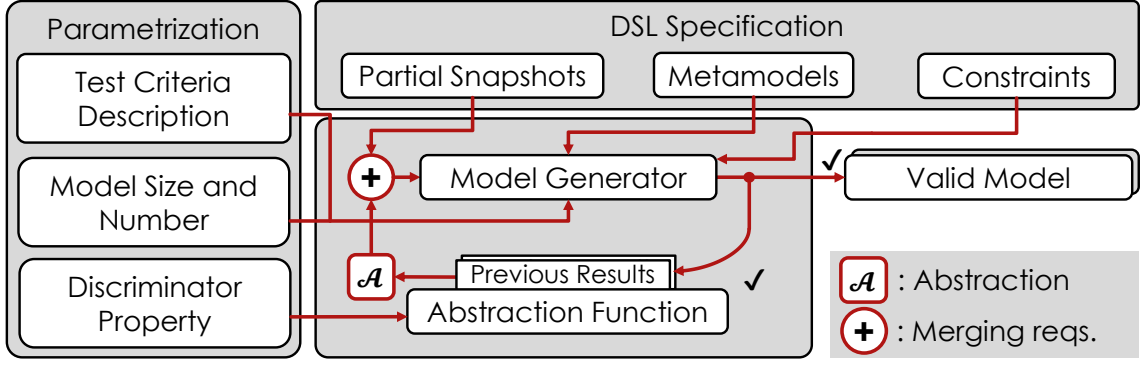 Parametrization
Test Criteria
Description
Model Size and
Number
Discriminator
Property
DSL Specification
Partial Snapshots
Metamodels
Constraints
+
Model Generator
✓
Valid Model
𝒜
Previous Results
✓
Abstraction Function
𝒜 : Abstraction
+ : Merging reqs.